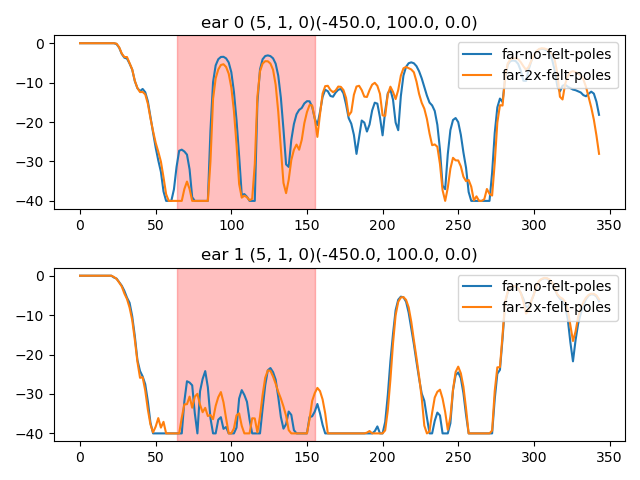 ear 0 (5, 1, 0)(-450.0, 100.0, 0.0)
0
−10
−20
−30
−40
far-no-felt-poles
far-2x-felt-poles
0 50 100 150 200 250 300 350
ear 1 (5, 1, 0)(-450.0, 100.0, 0.0)
0
−10
−20
−30
−40
far-no-felt-poles
far-2x-felt-poles
0 50 100 150 200 250 300 350